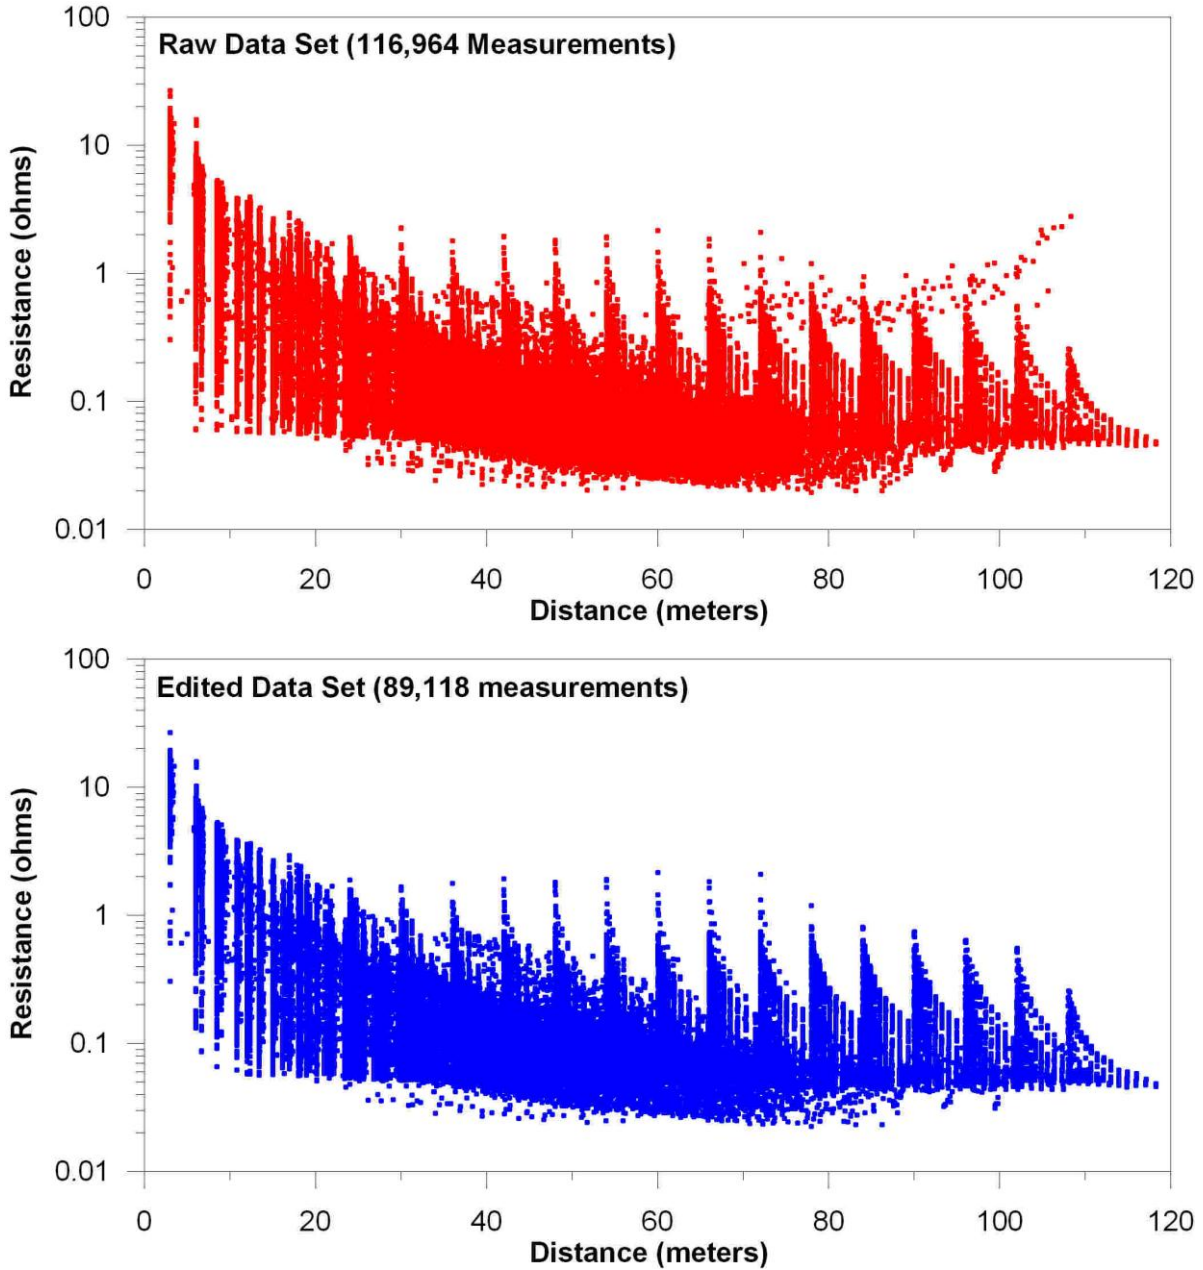 Raw Data Set (116,964 Measurements)
Resistance (ohms)
100
10
1
0.1
0.01
0 20 40 60 80 100 120
Distance (meters)
Edited Data Set (89,118 measurements)
Resistance (ohms)
100
10
1
0.1
0.01
0 20 40 60 80 100 120
Distance (meters)